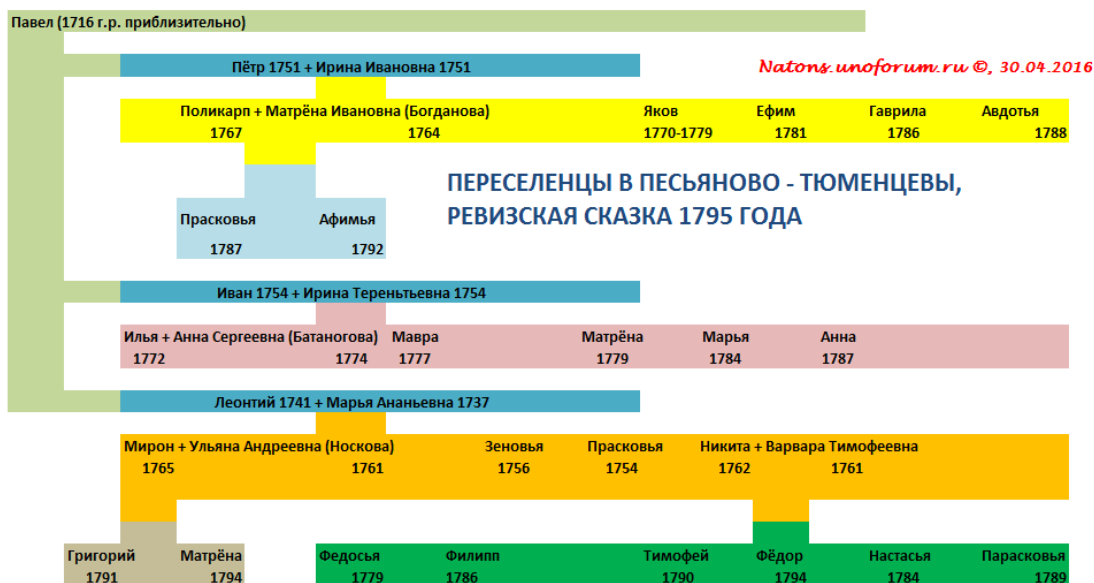 Павел (1716 г.р. приблизительно)
Пётр 1751 + Ирина Ивановна 1751
Natons.unoforum.ru ©, 30.04.2016
Поликарп + Матрёна Ивановна (Богданова) Яков Ефим Гаврила Авдотья
1767 1764 1770-1779 1781 1786 1788
ПЕРЕСЕЛЕНЦЫ В ПЕСЬЯНОВО - ТЮМЕНЦЕВЫ,
РЕВИЗСКАЯ СКАЗКА 1795 ГОДА
Прасковья Афимья
1787 1792
Иван 1754 + Ирина Тереньтьевна 1754
Илья + Анна Сергеевна (Батаногова) Мавра Матрёна Марья Анна
1772 1774 1777 1779 1784 1787
Леонтий 1741 + Марья Ананьевна 1737
Мирон + Ульяна Андреевна (Носкова) Зеновья Прасковья Никита + Варвара Тимофеевна
1765 1761 1756 1754 1762 1761
Григорий Матрёна Федосья Филипп Тимофей Фёдор Настасья Парасковья
1791 1794 1779 1786 1790 1794 1784 1789